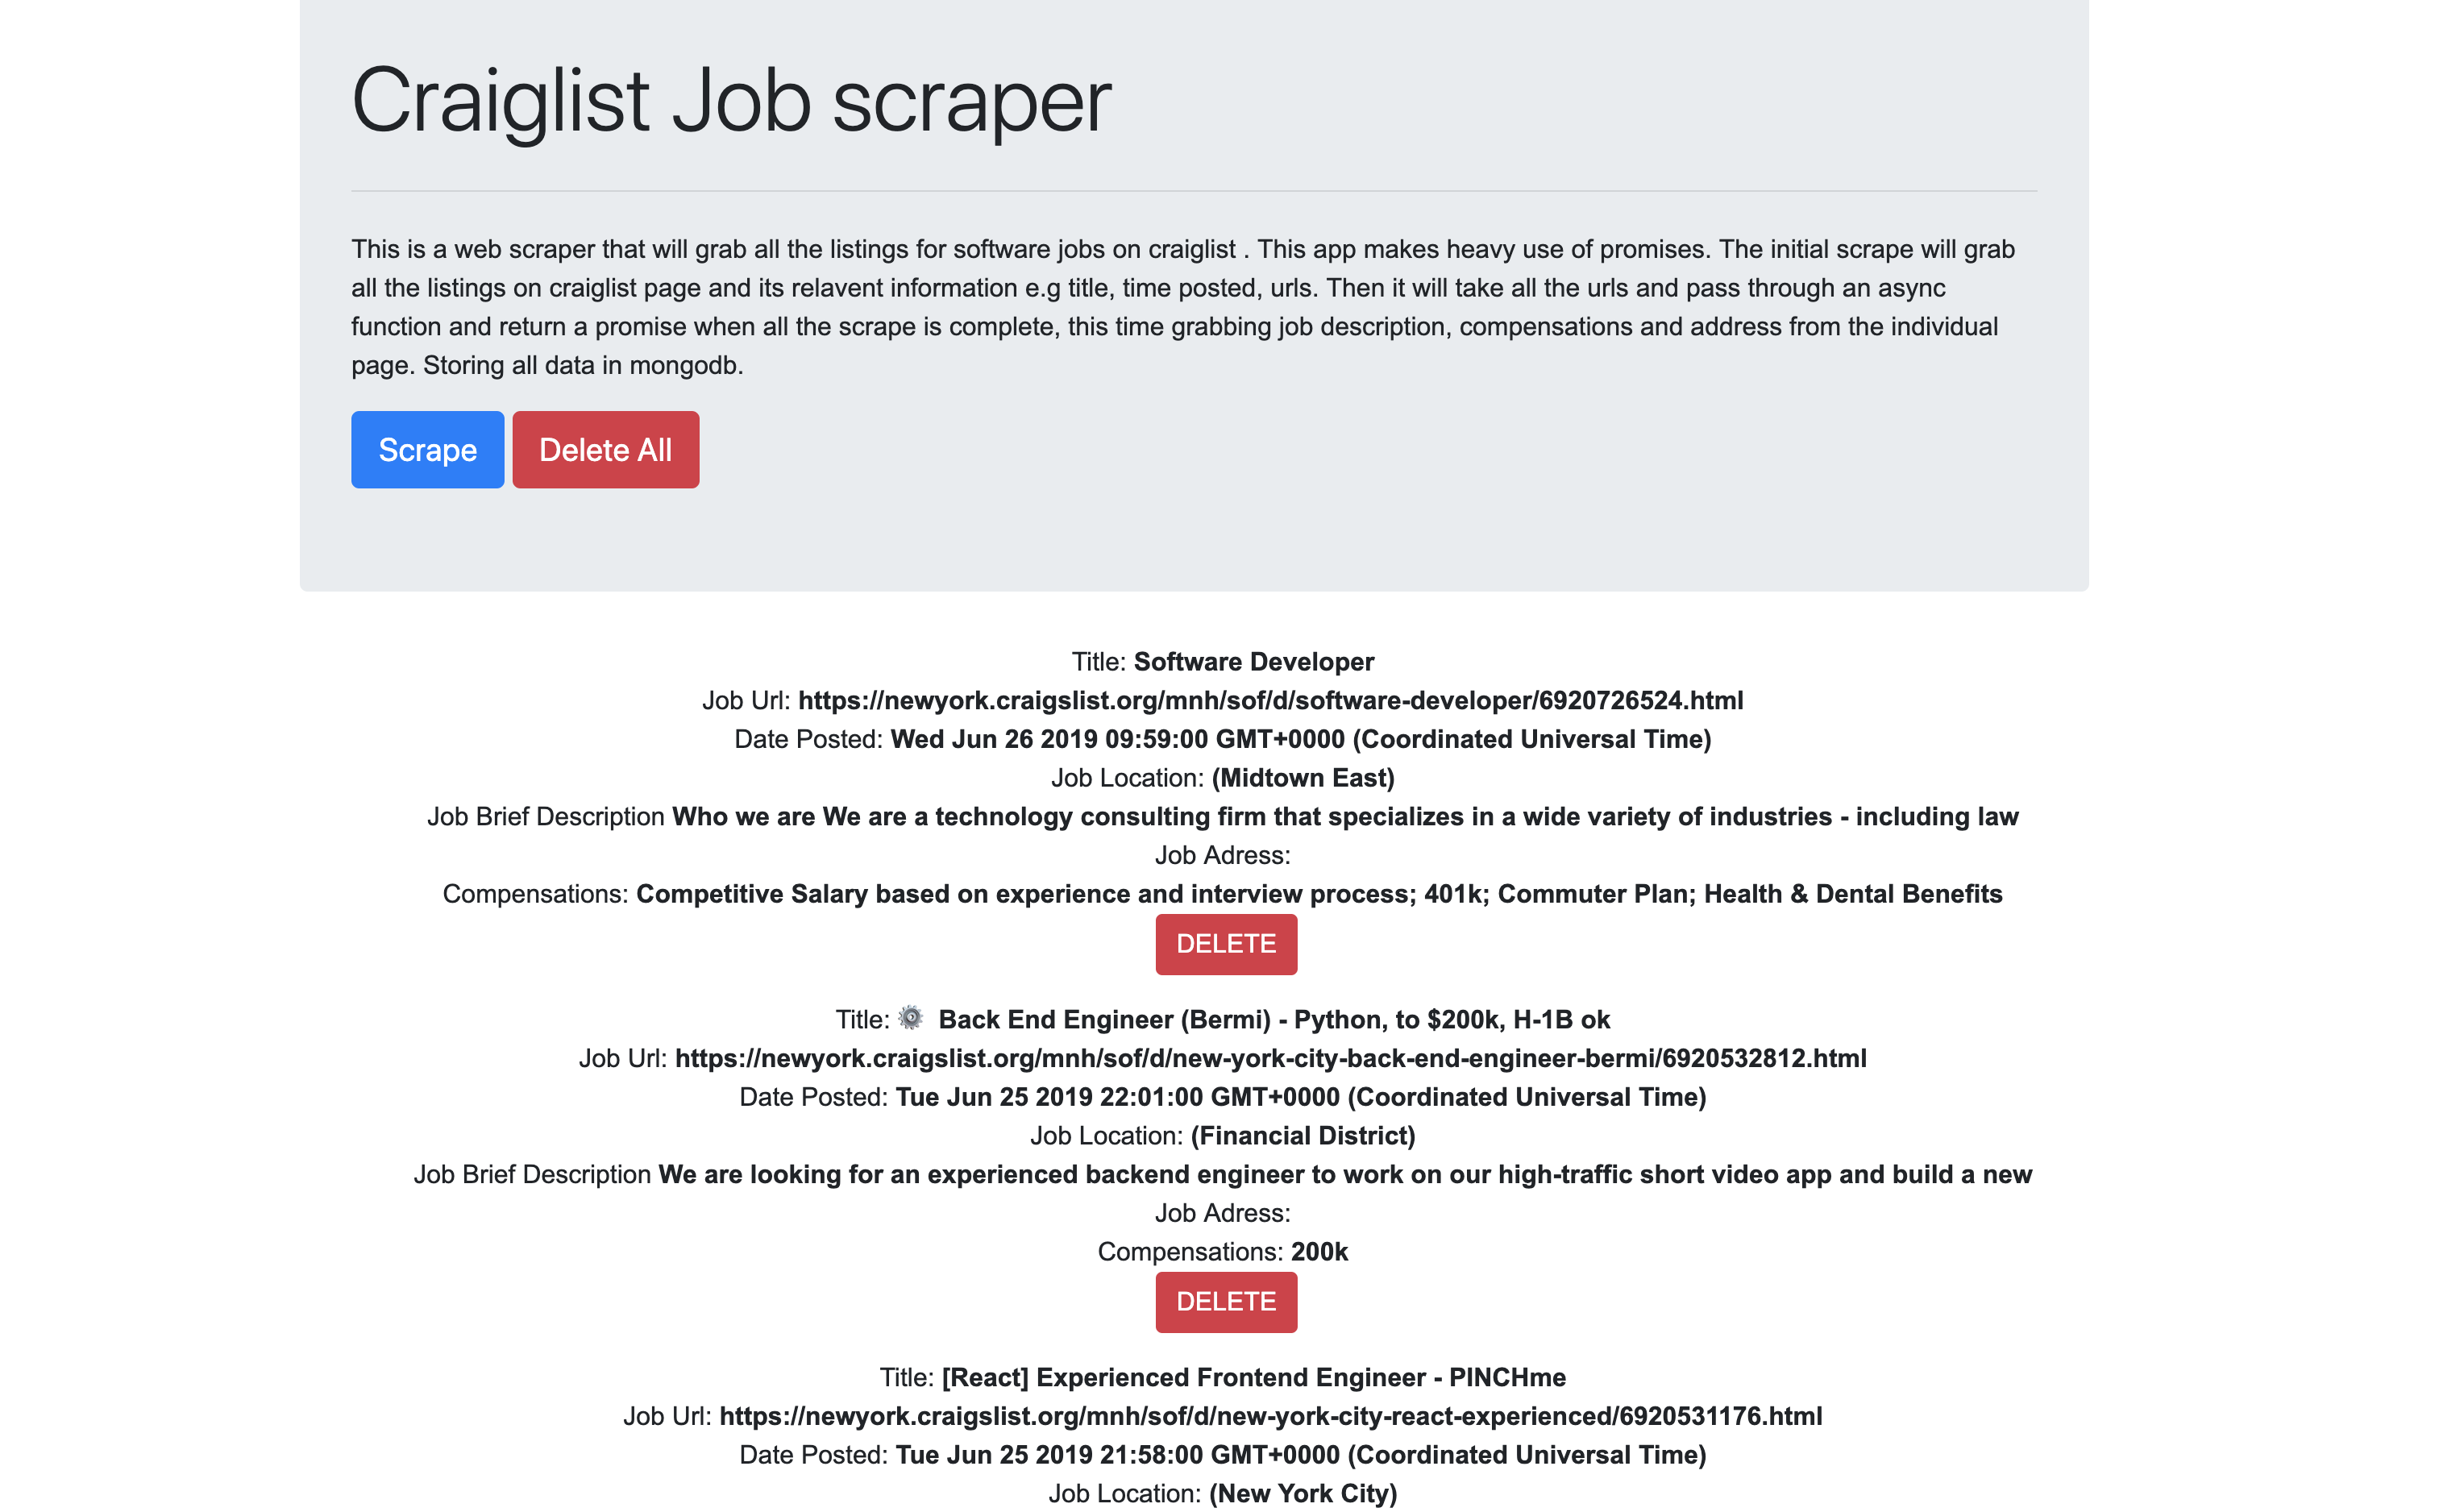 Craiglist Job scraper
This is a web scraper that will grab all the listings for software jobs on craiglist . This app makes heavy use of promises. The initial scrape will grab
all the listings on craiglist page and its relavent information e.g title, time posted, urls. Then it will take all the urls and pass through an async
function and return a promise when all the scrape is complete, this time grabbing job description, compensations and address from the individual
page. Storing all data in mongodb.
Scrape Delete All
Title: Software Developer
Job Url: https://newyork.craigslist.org/mnh/sof/d/software-developer/6920726524.html
Date Posted: Wed Jun 26 2019 09:59:00 GMT+0000 (Coordinated Universal Time)
Job Location: (Midtown East)
Job Brief Description Who we are We are a technology consulting firm that specializes in a wide variety of industries - including law
Job Adress:
Compensations: Competitive Salary based on experience and interview process; 401k; Commuter Plan; Health & Dental Benefits
DELETE
Title: ⚙️ Back End Engineer (Bermi) - Python, to $200k, H-1B ok
Job Url: https://newyork.craigslist.org/mnh/sof/d/new-york-city-back-end-engineer-bermi/6920532812.html
Date Posted: Tue Jun 25 2019 22:01:00 GMT+0000 (Coordinated Universal Time)
Job Location: (Financial District)
Job Brief Description We are looking for an experienced backend engineer to work on our high-traffic short video app and build a new
Job Adress:
Compensations: 200k
DELETE
Title: [React] Experienced Frontend Engineer - PINCHme
Job Url: https://newyork.craigslist.org/mnh/sof/d/new-york-city-react-experienced/6920531176.html
Date Posted: Tue Jun 25 2019 21:58:00 GMT+0000 (Coordinated Universal Time)
Job Location: (New York City)